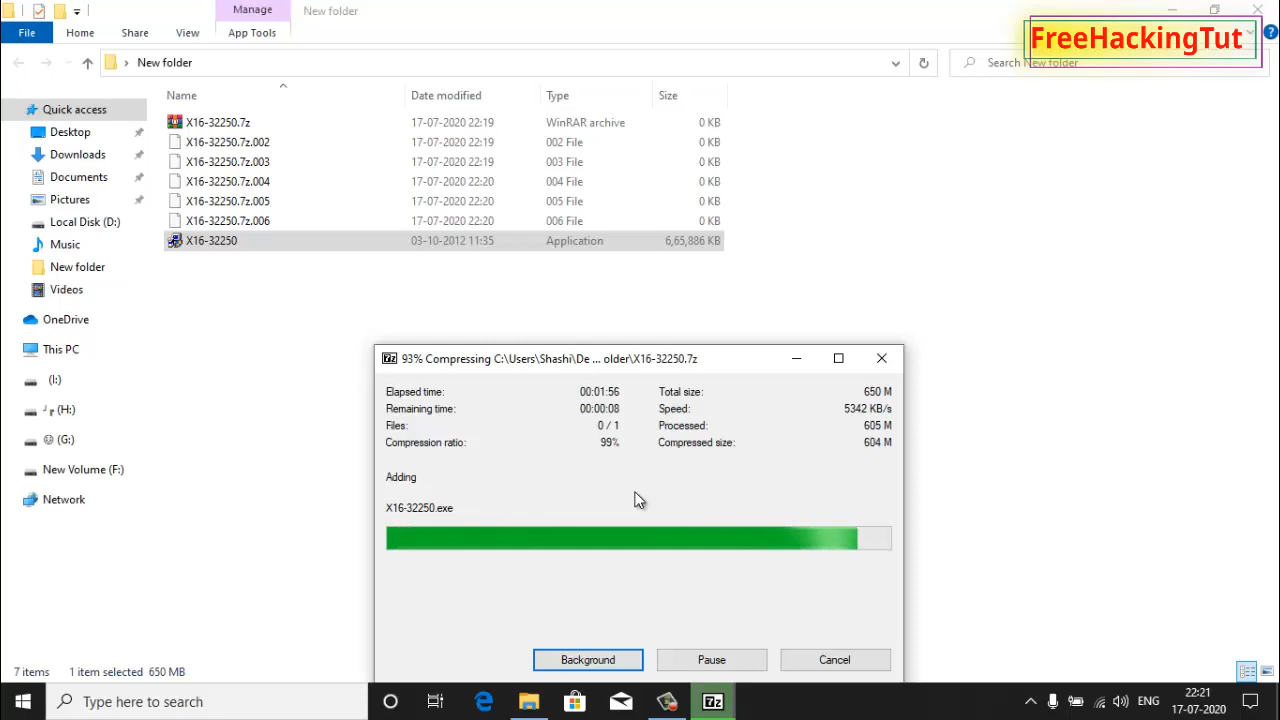 Manage
New folder
File
Home
Share
View
App Tools
FreeHackingTut
New folder
Search New folder
Name
Date modified
Type
Size
Quick access
Desktop
Downloads
Documents
Pictures
Local Disk (D:)
Music
New folder
Videos
OneDrive
This PC
(I:)
(H:)
(G:)
New Volume (F:)
Network
X16-32250.7z 17-07-2020 22:19 WinRAR archive 0 KB
X16-32250.7z.002 17-07-2020 22:19 002 File 0 KB
X16-32250.7z.003 17-07-2020 22:19 003 File 0 KB
X16-32250.7z.004 17-07-2020 22:20 004 File 0 KB
X16-32250.7z.005 17-07-2020 22:20 005 File 0 KB
X16-32250.7z.006 17-07-2020 22:20 006 File 0 KB
X16-32250 03-10-2012 11:35 Application 6,65,886 KB
7z 93% Compressing C:\Users\Shashi\De ... older\X16-32250.7z
Elapsed time: 00:01:56 Total size: 650 M
Remaining time: 00:00:08 Speed: 5342 KB/s
Files: 0 / 1 Processed: 605 M
Compression ratio: 99% Compressed size: 604 M
Adding
X16-32250.exe
Background
Pause
Cancel
7 items 1 item selected 650 MB
Type here to search
7z
ENG
22:21
17-07-2020